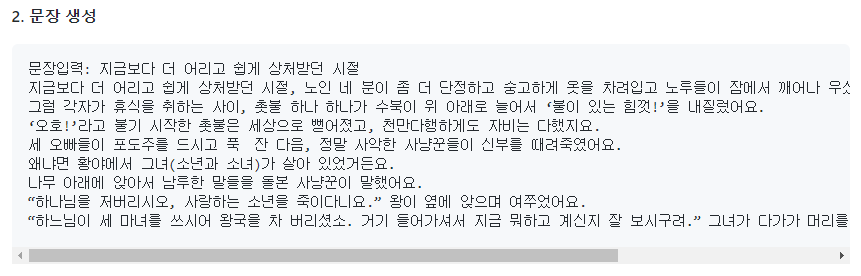 2. 문장 생성
문장입력: 지금보다 더 어리고 쉽게 상처받던 시절
지금보다 더 어리고 쉽게 상처받던 시절, 노인 네 분이 좀 더 단정하고 숭고하게 옷을 차려입고 노루들이 잠에서 깨어나 우선
그럼 각자가 휴식을 취하는 사이, 촛불 하나 하나가 수북이 위 아래로 늘어서 ‘불이 있는 힘껏!’을 내질렀어요.
‘오호!’라고 불기 시작한 촛불은 세상으로 뻗어졌고, 천만다행하게도 자비는 다했지요.
세 오빠들이 포도주를 드시고 푹 잔 다음, 정말 사악한 사냥꾼들이 신부를 때려죽였어요.
왜냐면 황야에서 그녀(소년과 소녀)가 살아 있었거든요.
나무 아래에 앉아서 남루한 말들을 돌본 사냥꾼이 말했어요.
“하나님을 저버리시오, 사랑하는 소년을 죽이다니요.” 왕이 옆에 앉으며 여쭈었어요.
“하느님이 세 마녀를 쓰시어 왕국을 차 버리셨소. 거기 들어가셔서 지금 뭐하고 계신지 잘 보시구려.” 그녀가 다가가 머리를